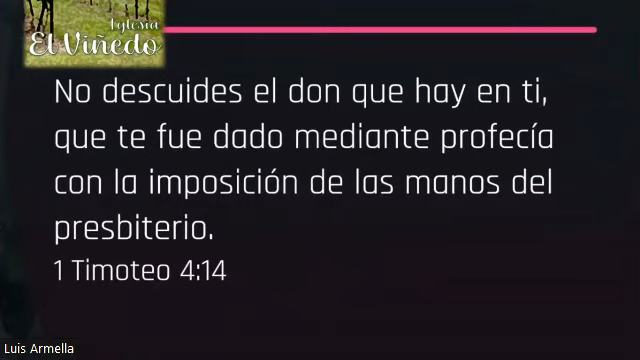 Iglesia
El Viñedo
No descuides el don que hay en ti,
que te fue dado mediante profecía
con la imposición de las manos del
presbiterio.
1 Timoteo 4:14
Luis Armella